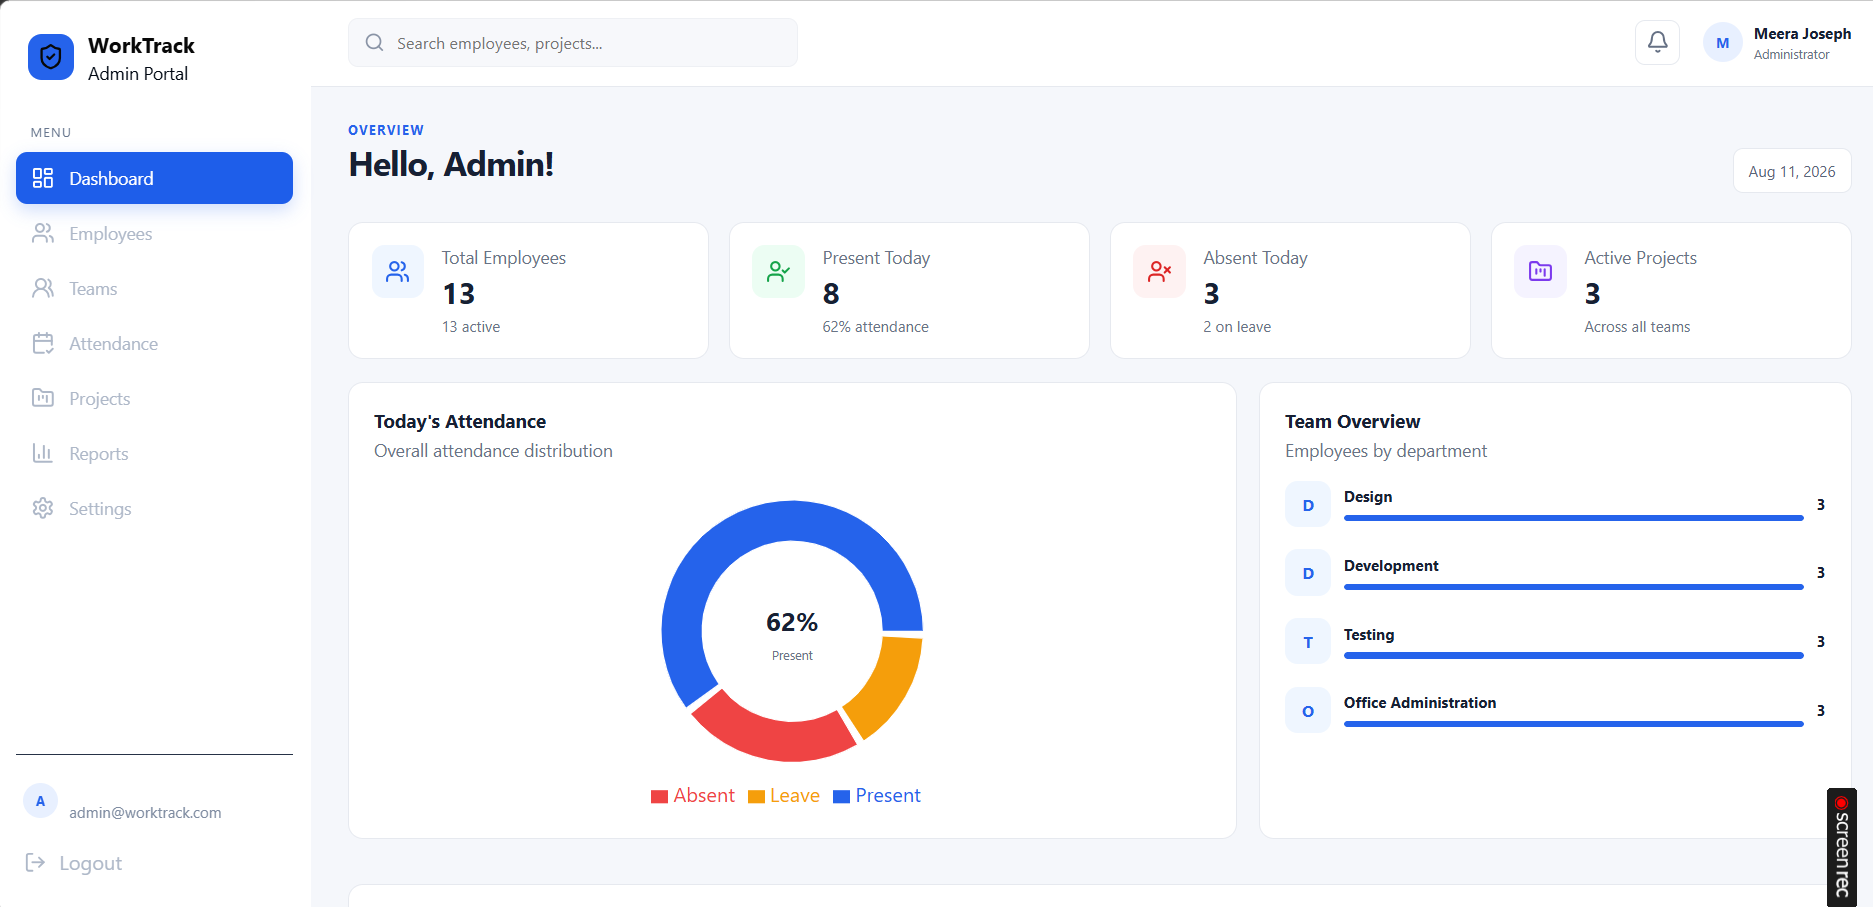 WorkTrack
Admin Portal
MENU
Dashboard
Employees
Teams
Attendance
Projects
Reports
Settings
A
admin@worktrack.com
Logout
Search employees, projects...
M
Meera Joseph
Administrator
OVERVIEW
Hello, Admin!
Aug 11, 2026
Total Employees
13
13 active
Present Today
8
62% attendance
Absent Today
3
2 on leave
Active Projects
3
Across all teams
Today's Attendance
Overall attendance distribution
62%
Present
Absent Leave Present
Team Overview
Employees by department
D Design 3
D Development 3
T Testing 3
O Office Administration 3
screenrec